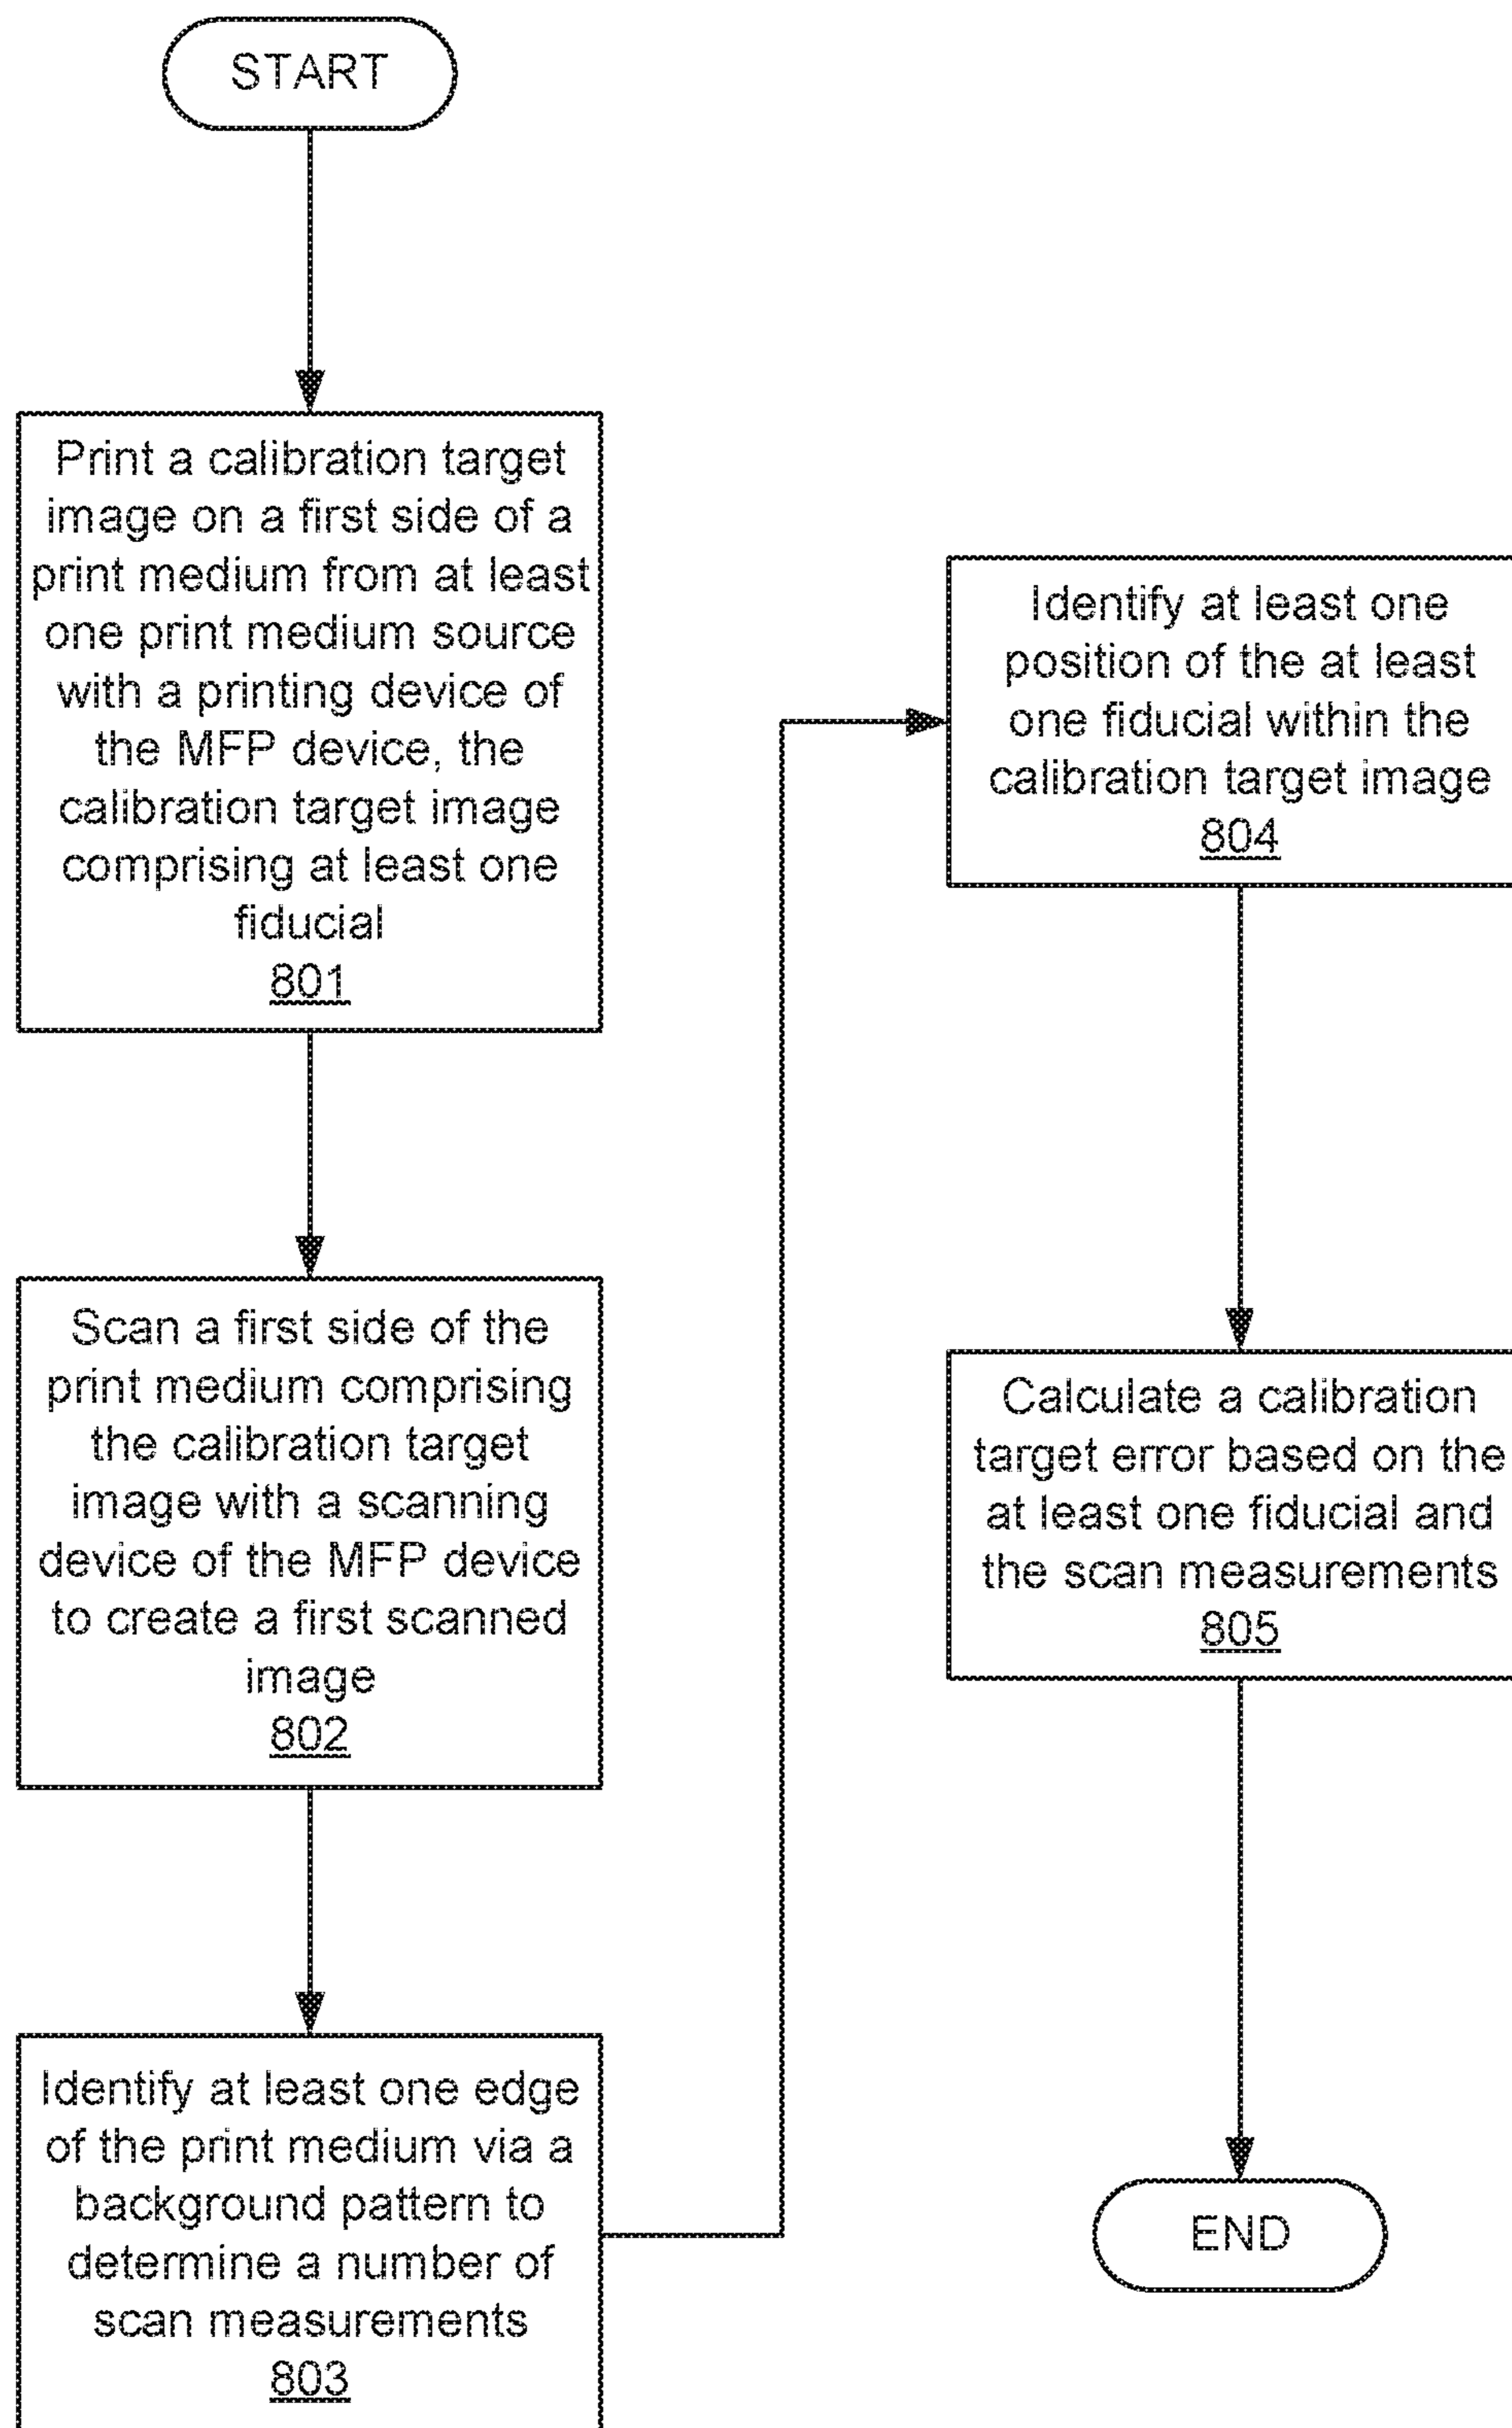 START
Print a calibration target
image on a first side of a
print medium from at least
one print medium source
with a printing device of
the MFP device, the
calibration target image
comprising at least one
fiducial
801
Scan a first side of the
print medium comprising
the calibration target
image with a scanning
device of the MFP device
to create a first scanned
image
802
Identify at least one edge
of the print medium via a
background pattern to
determine a number of
scan measurements
803
Identify at least one
position of the at least
one fiducial within the
calibration target image
804
Calculate a calibration
target error based on the
at least one fiducial and
the scan measurements
805
END